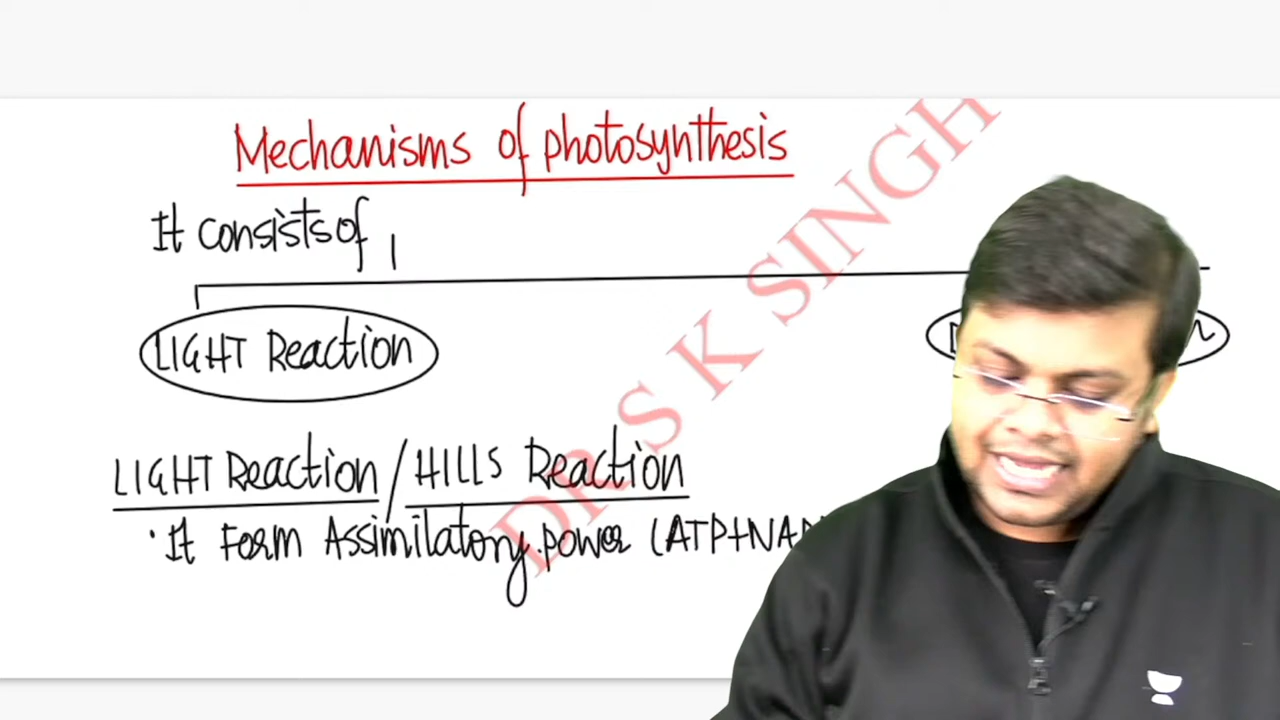 Mechanisms of photosynthesis
It consists of
LIGHT Reaction
LIGHT Reaction / HILLS Reaction
• It Form Assimilatory power (ATP+NA
DR S K SINGH